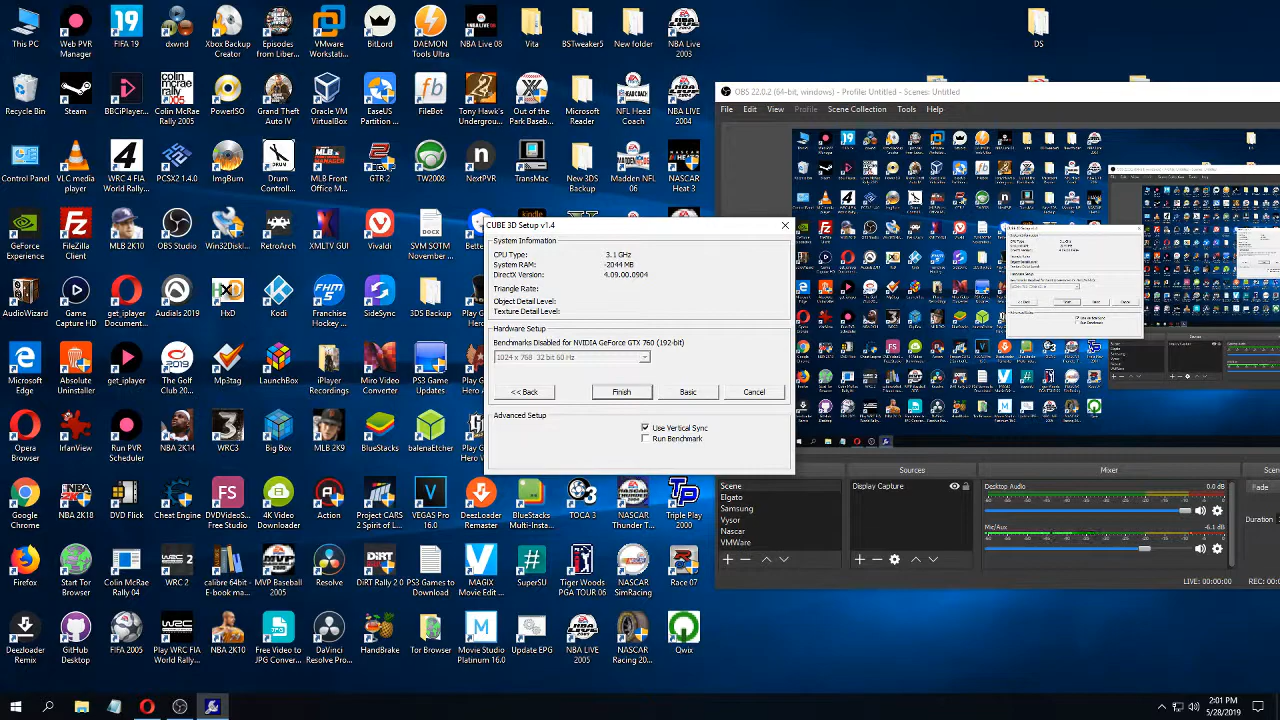 This PC
Web PVR
Manager
FIFA 19
dxwnd
Xbox Backup
Creator
Episodes
from Liber...
VMware
Workstati...
BitLord
DAEMON
Tools Ultra
NBA Live 08
Vita
BSTweaker5
New folder
NBA Live
2003
DS
Recycle Bin
Steam
colin mcrae
rally 2005
BBCiPlayer...
Colin McRae
Rally 2005
PowerISO
Grand Theft
Auto IV
Oracle VM
VirtualBox
EaseUS
Partition ...
FileBot
Tony Hawk's
Undergrou...
Out of the
Park Baseb...
Microsoft
Reader
NFL Head
Coach
NBA LIVE
2004
Control Panel
VLC media
player
WRC 4 FIA
World Rally...
PCSX2 1.4.0
ImgBurn
Drum
Controll...
MLB Front
Office M...
GTR 2
TW2008
NextPVR
TransMac
New 3DS
Backup
Madden NFL
06
NASCAR
Heat 3
GeForce
Experience
FileZilla
Client
MLB 2K10
OBS Studio
Win32Diskl...
RetroArch
XMLTV GUI
Vivaldi
DOCX
SVM SOTM
November ...
kindle
AudioWizard
Game
Capture HD
Opera
Document...
Audials 2019
HxD
Kodi
Franchise
Hockey ...
3DS Backup
Microsoft
Edge
Absolute
Uninstaller
get_iplayer
The Golf
Club 20...
Mp3tag
LaunchBox
iPlayer
Recordings
Miro Video
Converter
PS3 Games
Updates
Play G
Hero
Opera
Browser
IrfanView
Run PVR
Scheduler
NBA 2K14
WRC3
Big Box
MLB 2K9
BlueStacks
balenaEtcher
Play G
Hero W
Google
Chrome
NBA 2K18
DVD Flick
Cheat Engine
DVDVideoS...
Free Studio
4K Video
Downloader
Action
Project CARS
2 Spirit of L...
VEGAS Pro
16.0
DeezLoader
Remaster
BlueStacks
Multi-Insta...
TOCA 3
NASCAR
Thunder T...
Triple Play
2000
Firefox
Start Tor
Browser
Colin McRae
Rally 04
WRC 2
calibre 64bit -
E-book ma...
MVP Baseball
2005
Resolve
DiRT Rally 2.0
PS3 Games to
Download
MAGIX
Movie Edit ...
SuperSU
Tiger Woods
PGA TOUR 06
NASCAR
SimRacing
Race 07
Deezloader
Remix
GitHub
Desktop
FIFA 2005
Play WRC FIA
World Rally...
NBA 2K10
Free Video to
JPG Conver...
DaVinci
Resolve Pro...
HandBrake
Tor Browser
Movie Studio
Platinum 16.0
Update EPG
NBA LIVE
2005
NASCAR
Racing 20...
Qwix
CUBE 3D Setup v1.4
System Information
CPU Type: 3.1 GHz
System RAM: -2044 MB
DirectX Version: 4.09.00.0904
Triangle Rate:
Object Detail Level:
Texture Detail Level:
Hardware Setup
Benchmarks Disabled for NVIDIA GeForce GTX 760 (192-bit)
1024 x 768 32 bit 60 Hz
<< Back
Finish
Basic
Cancel
Advanced Setup
Use Vertical Sync
Run Benchmark
OBS 22.0.2 (64-bit, windows) - Profile: Untitled - Scenes: Untitled
File Edit View Profile Scene Collection Tools Help
Sources
Mixer
Scen
Scene
Elgato
Samsung
Vysor
Nascar
VMWare
Display Capture
Desktop Audio 0.0 dB
Mic/Aux -6.1 dB
Fade
Duration
LIVE: 00:00:00
REC: 00:0
2:01 PM
5/28/2019